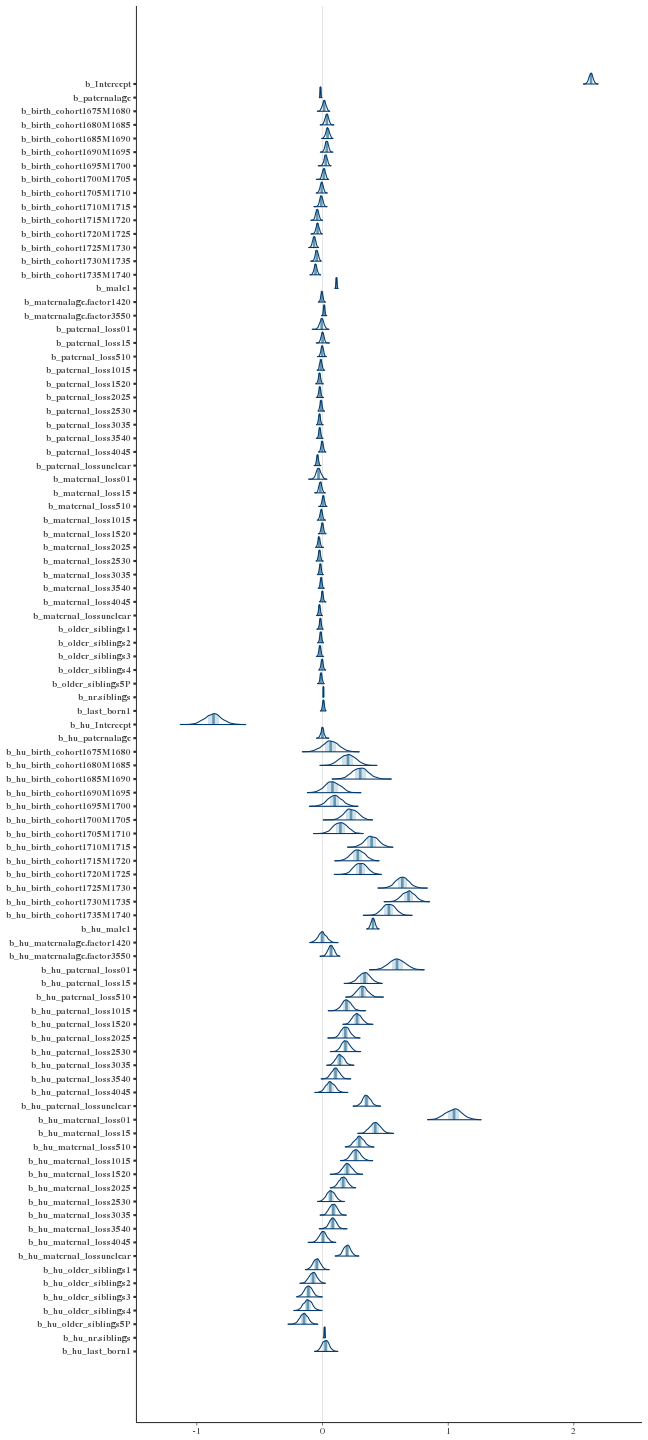 b_Intercept
b_paternalage
b_birth_cohort1675M1680
b_birth_cohort1680M1685
b_birth_cohort1685M1690
b_birth_cohort1690M1695
b_birth_cohort1695M1700
b_birth_cohort1700M1705
b_birth_cohort1705M1710
b_birth_cohort1710M1715
b_birth_cohort1715M1720
b_birth_cohort1720M1725
b_birth_cohort1725M1730
b_birth_cohort1730M1735
b_birth_cohort1735M1740
b_male1
b_maternalage.factor1420
b_maternalage.factor3550
b_paternal_loss01
b_paternal_loss15
b_paternal_loss510
b_paternal_loss1015
b_paternal_loss1520
b_paternal_loss2025
b_paternal_loss2530
b_paternal_loss3035
b_paternal_loss3540
b_paternal_loss4045
b_paternal_lossunclear
b_maternal_loss01
b_maternal_loss15
b_maternal_loss510
b_maternal_loss1015
b_maternal_loss1520
b_maternal_loss2025
b_maternal_loss2530
b_maternal_loss3035
b_maternal_loss3540
b_maternal_loss4045
b_maternal_lossunclear
b_older_siblings1
b_older_siblings2
b_older_siblings3
b_older_siblings4
b_older_siblings5P
b_nr.siblings
b_last_born1
b_hu_Intercept
b_hu_paternalage
b_hu_birth_cohort1675M1680
b_hu_birth_cohort1680M1685
b_hu_birth_cohort1685M1690
b_hu_birth_cohort1690M1695
b_hu_birth_cohort1695M1700
b_hu_birth_cohort1700M1705
b_hu_birth_cohort1705M1710
b_hu_birth_cohort1710M1715
b_hu_birth_cohort1715M1720
b_hu_birth_cohort1720M1725
b_hu_birth_cohort1725M1730
b_hu_birth_cohort1730M1735
b_hu_birth_cohort1735M1740
b_hu_male1
b_hu_maternalage.factor1420
b_hu_maternalage.factor3550
b_hu_paternal_loss01
b_hu_paternal_loss15
b_hu_paternal_loss510
b_hu_paternal_loss1015
b_hu_paternal_loss1520
b_hu_paternal_loss2025
b_hu_paternal_loss2530
b_hu_paternal_loss3035
b_hu_paternal_loss3540
b_hu_paternal_loss4045
b_hu_paternal_lossunclear
b_hu_maternal_loss01
b_hu_maternal_loss15
b_hu_maternal_loss510
b_hu_maternal_loss1015
b_hu_maternal_loss1520
b_hu_maternal_loss2025
b_hu_maternal_loss2530
b_hu_maternal_loss3035
b_hu_maternal_loss3540
b_hu_maternal_loss4045
b_hu_maternal_lossunclear
b_hu_older_siblings1
b_hu_older_siblings2
b_hu_older_siblings3
b_hu_older_siblings4
b_hu_older_siblings5P
b_hu_nr.siblings
b_hu_last_born1
-1 0 1 2